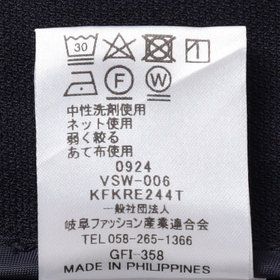 30
F W
中性洗剤使用
ネット使用
弱く絞る
あて布使用
0924
VSW-006
KFKRE244T
一般社団法人
岐阜ファッション産業連合会
TEL.058-265-1366
GFI-358
MADE IN PHILIPPINES